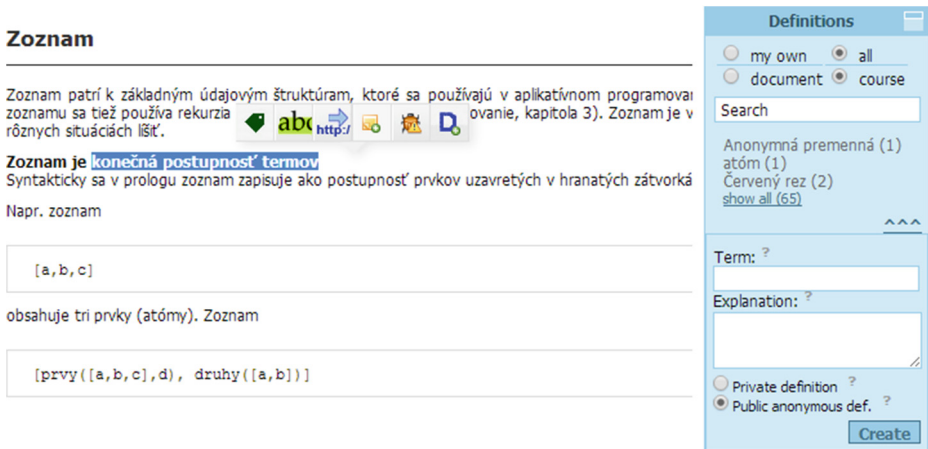 Zoznam
Zoznam patrí k základným údajovým štruktúram, ktoré sa používajú v aplikatívnom
zoznamu sa tiež používa rekurzia
kapitola 3). Zoznam je v
rôznych situáciách líšiť.
abc
http:/
D
Zoznam je konečná postupnosť termov
Syntakticky sa v prologu zoznam zapisuje ako postupnosť prvkov uzavretých v hranatých
Napr. zoznam
[a,b,c]
obsahuje tri prvky (atómy). Zoznam
[prvy([a,b,c],d), druhy([a,b])]
Definitions
my own all
document course
Search
Anonymná premenná (1)
atóm (1)
Červený rez (2)
show all (65)
^^^
Term: ?
Explanation: ?
Private definition ?
Public anonymous def. ?
Create